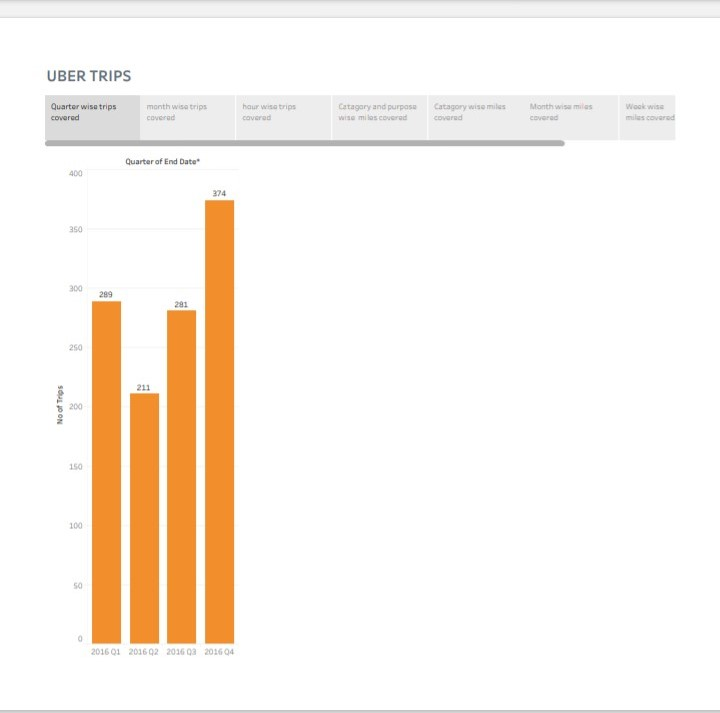 UBER TRIPS
Quarter wise trips
covered
month wise trips
covered
hour wise trips
covered
Catagory and purpose
wise miles covered
Catagory wise miles
covered
Month wise miles
covered
Week wise
miles covered
Quarter of End Date*
400
350
300
250
200
150
100
50
0
No of Trips
289
211
281
374
2016 Q1 2016 Q2 2016 Q3 2016 Q4